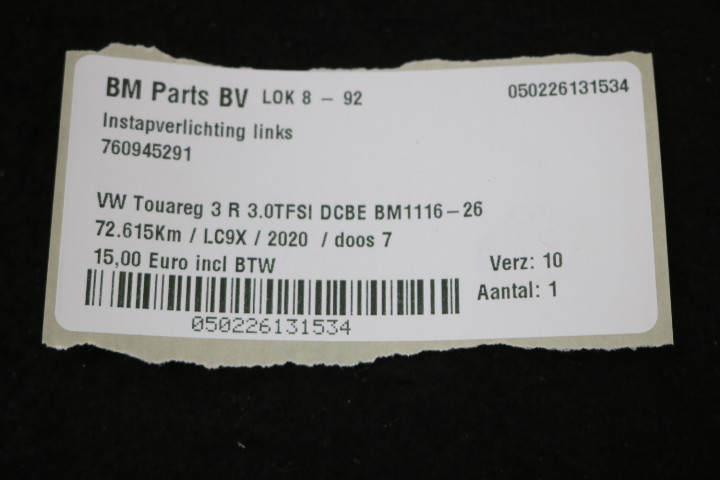 BM Parts BV LOK 8 - 92 050226131534
Instapverlichting links
760945291
VW Touareg 3 R 3.0TFSI DCBE BM1116-26
72.615Km / LC9X / 2020 / doos 7
15,00 Euro incl BTW Verz: 10
Aantal: 1
050226131534